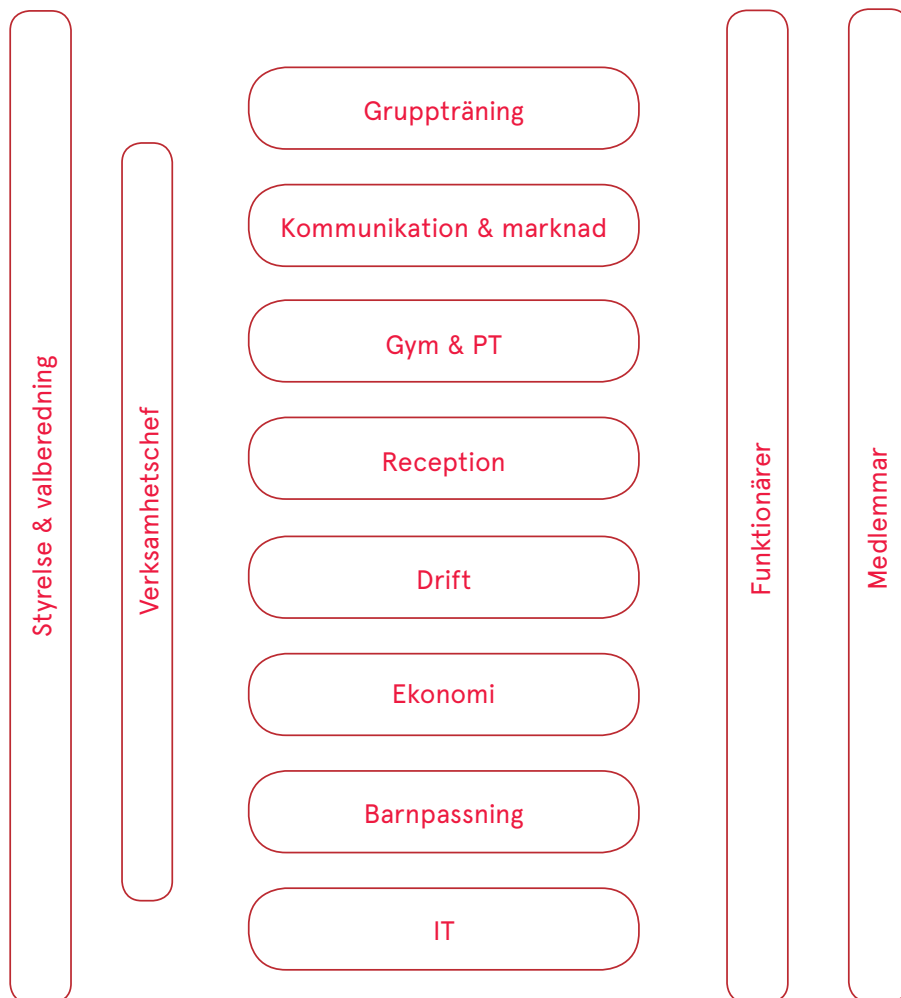 Styrelse & valberedning
Verksamhetschef
Gruppträning
Kommunikation & marknad
Gym & PT
Reception
Drift
Ekonomi
Barnpassning
IT
Funktionärer
Medlemmar